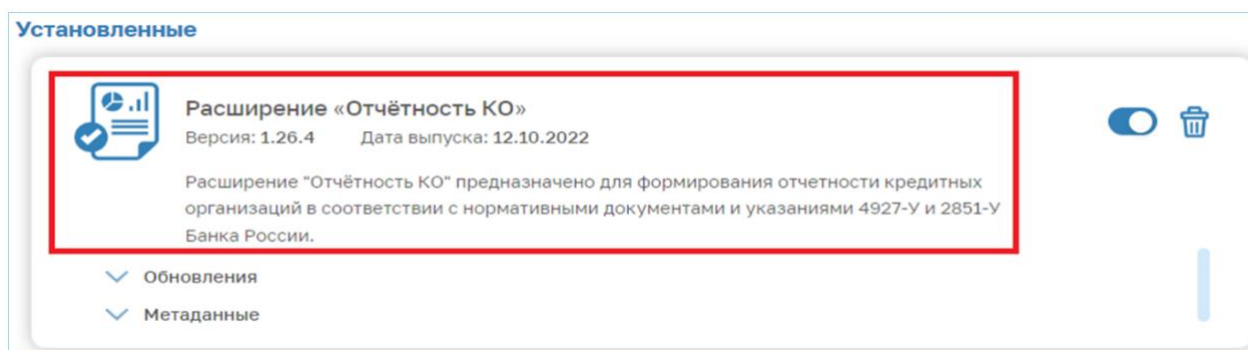 Установленные
Расширение «Отчётность КО»
Версия: 1.26.4 Дата выпуска: 12.10.2022
Расширение "Отчётность КО" предназначено для формирования отчетности кредитных
организаций в соответствии с нормативными документами и указаниями 4927-У и 2851-У
Банка России.
Обновления
Метаданные